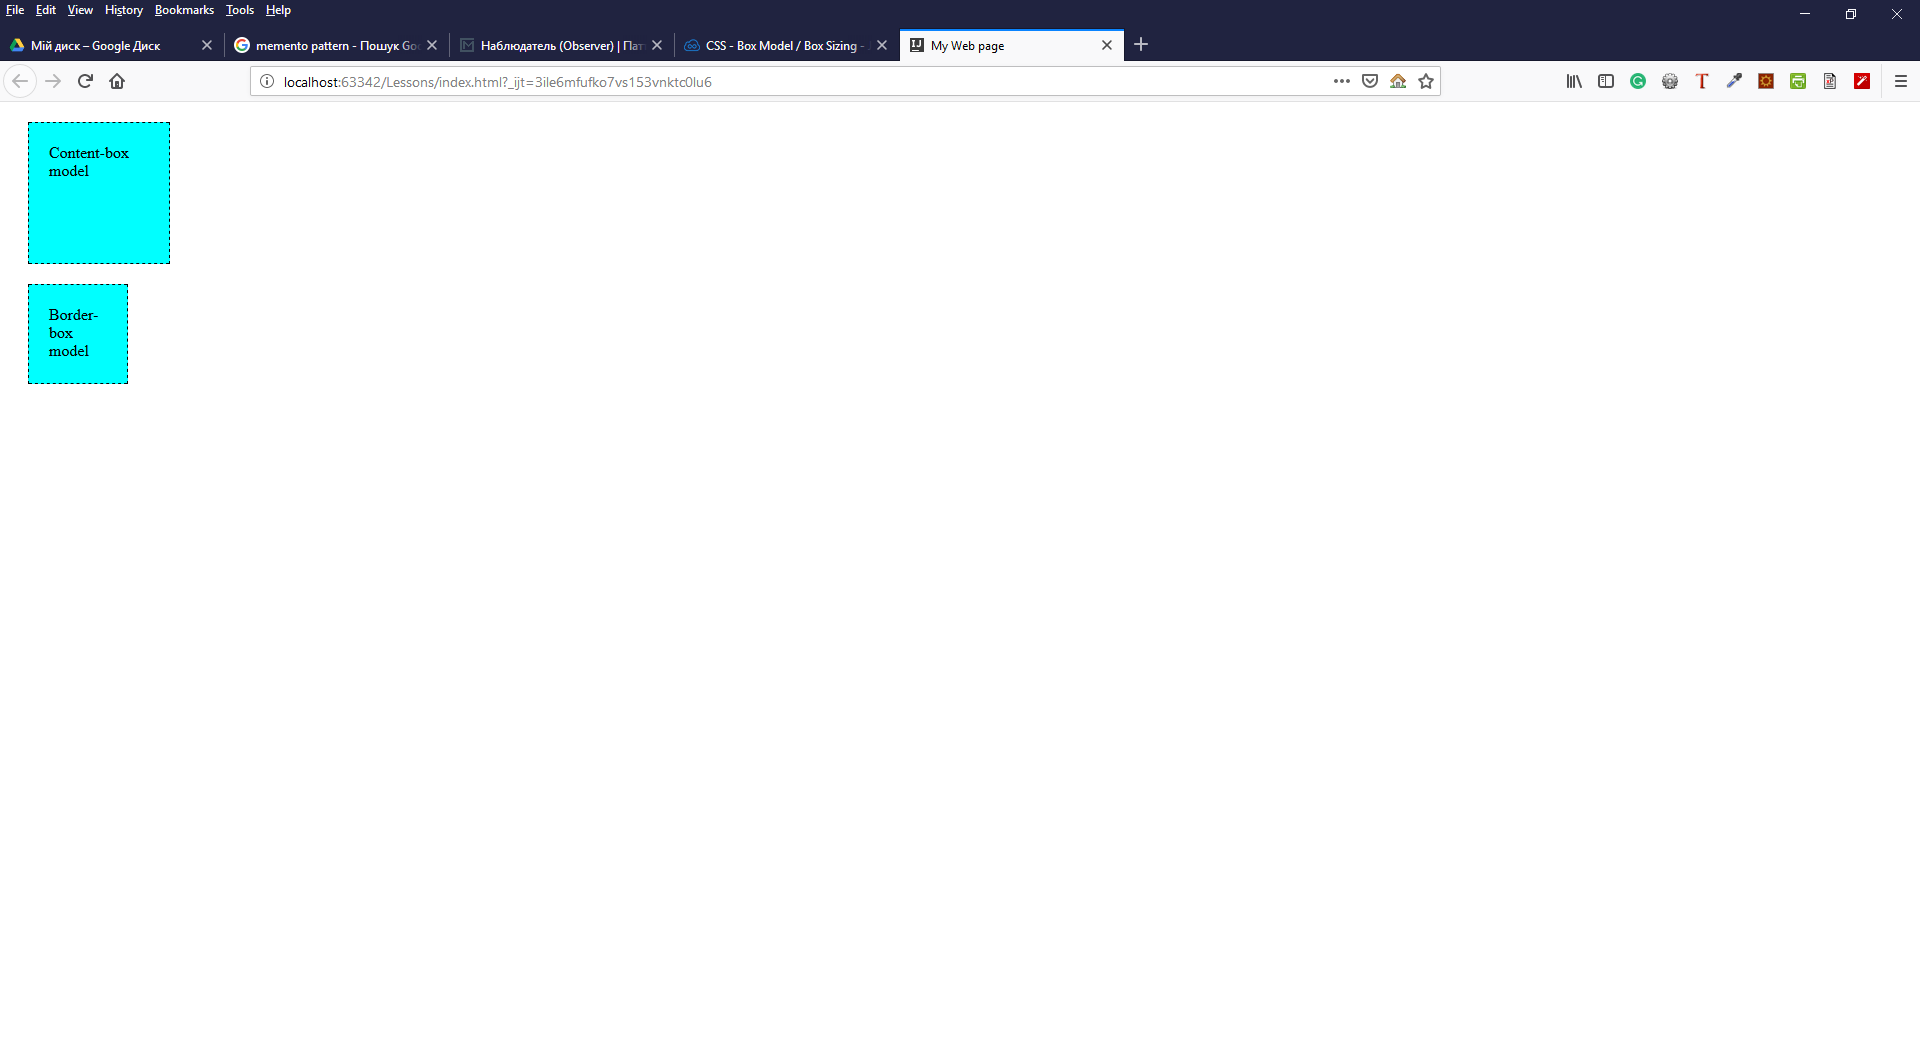 File Edit View History Bookmarks Tools Help
Мій диск – Google Диск
memento pattern - Пошук Go
Наблюдатель (Observer) | Пат
CSS - Box Model / Box Sizing -
My Web page
localhost:63342/Lessons/index.html?_ijt=3ile6mfufko7vs153vnktc0lu6
Content-box
model
Border-
box
model